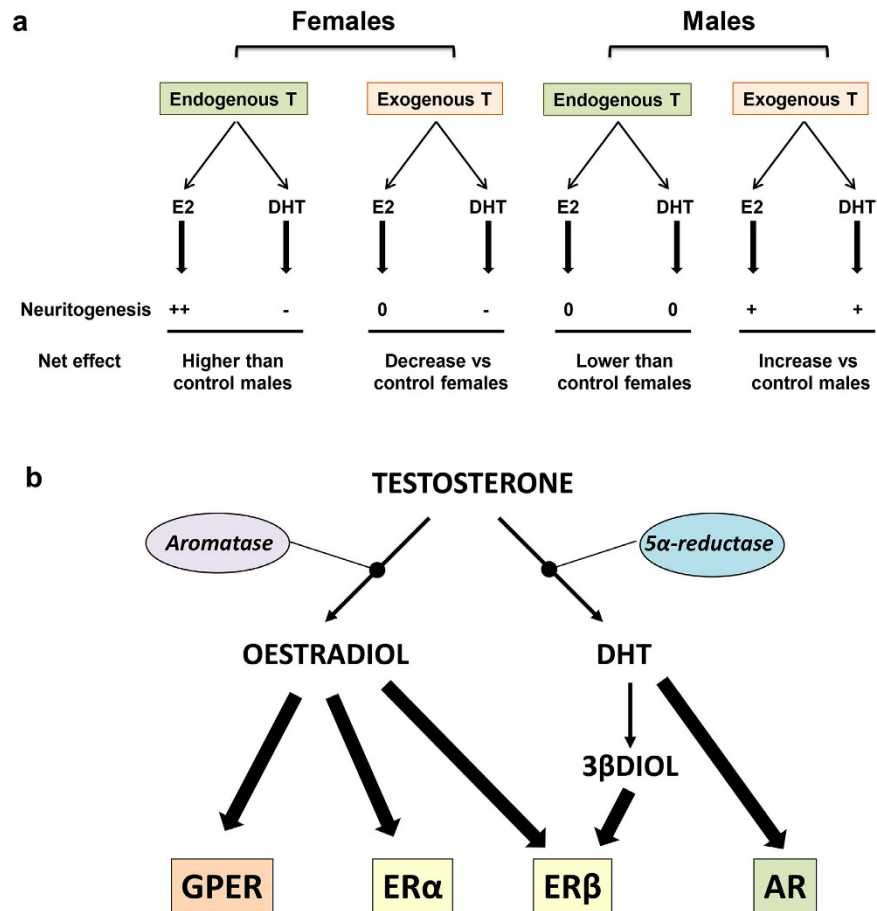 a
Females Males
Endogenous T Exogenous T Endogenous T Exogenous T
E2 DHT E2 DHT E2 DHT E2 DHT
Neuritogenesis ++ - 0 - 0 0 + +
Net effect Higher than Decrease vs Lower than Increase vs
control males control females control females control males
b
TESTOSTERONE
Aromatase 5α-reductase
OESTRADIOL DHT
3βDIOL
GPER ERα ERβ AR